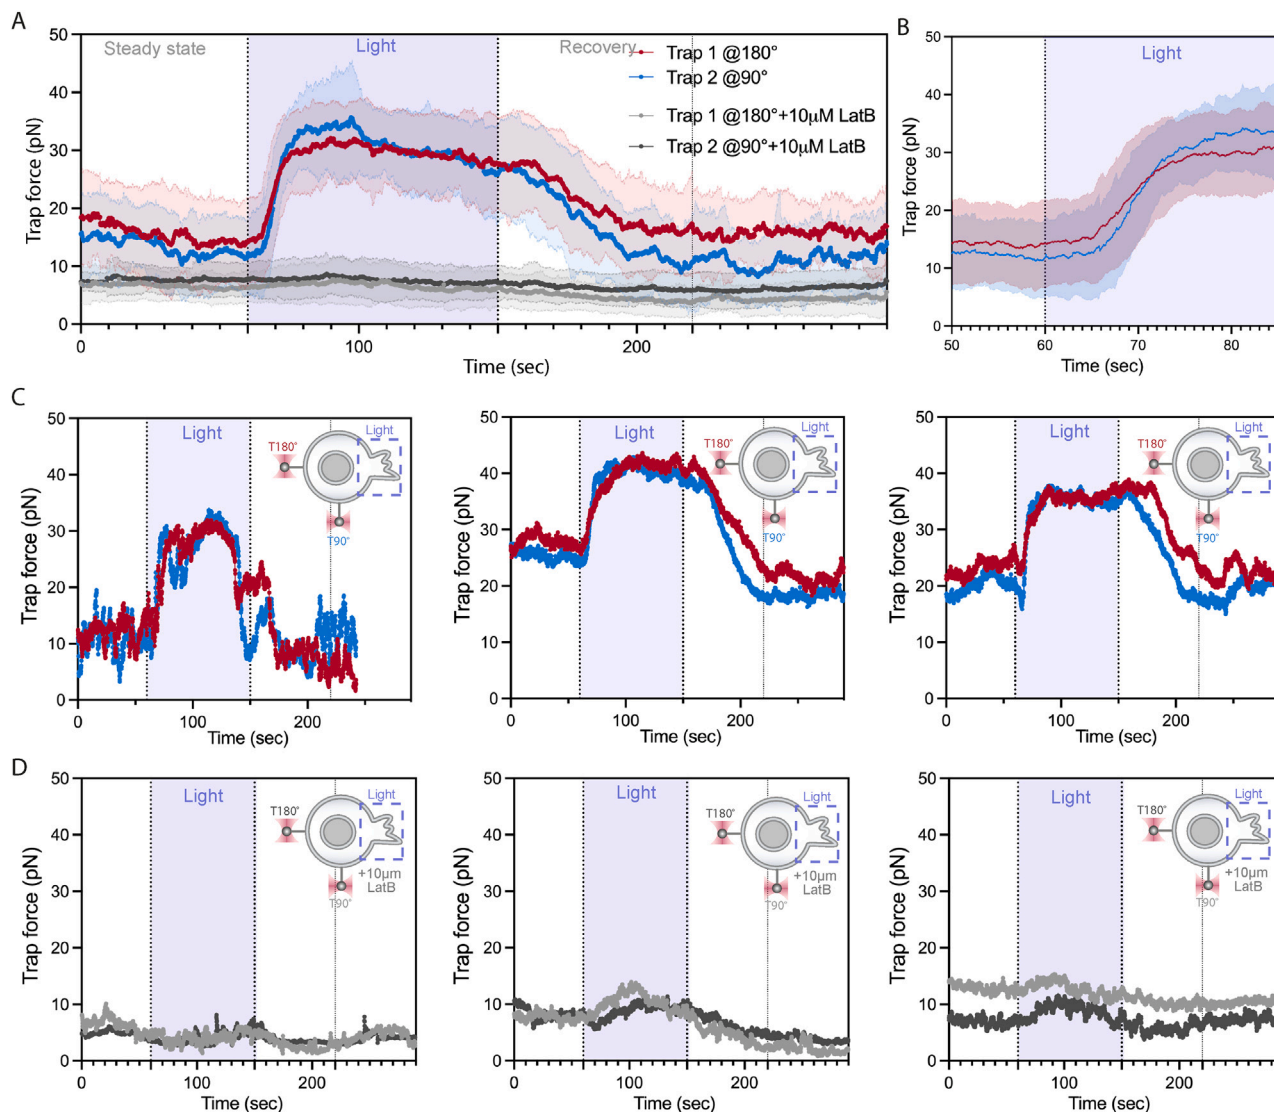 A
Steady state
Light
Recovery
Trap 1 @180°
Trap 2 @90°
Trap 1 @180°+10μM LatB
Trap 2 @90°+10μM LatB
Trap force (pN)
50
40
30
20
10
0
0
100
200
Time (sec)
B
Light
Trap force (pN)
50
40
30
20
10
0
50
60
70
80
Time (sec)
C
Light
T180°
Light
T90°
Trap force (pN)
50
40
30
20
10
0
0
100
200
Time (sec)
Light
T180°
Light
T90°
Trap force (pN)
50
40
30
20
10
0
0
100
200
Time (sec)
Light
T180°
Light
T90°
Trap force (pN)
50
40
30
20
10
0
0
100
200
Time (sec)
D
Light
T180°
Light
+10μm
LatB
T90°
Trap force (pN)
50
40
30
20
10
0
0
100
200
Time (sec)
Light
T180°
Light
+10μm
LatB
T90°
Trap force (pN)
50
40
30
20
10
0
0
100
200
Time (sec)
Light
T180°
Light
+10μm
LatB
T90°
Trap force (pN)
50
40
30
20
10
0
0
100
200
Time (sec)